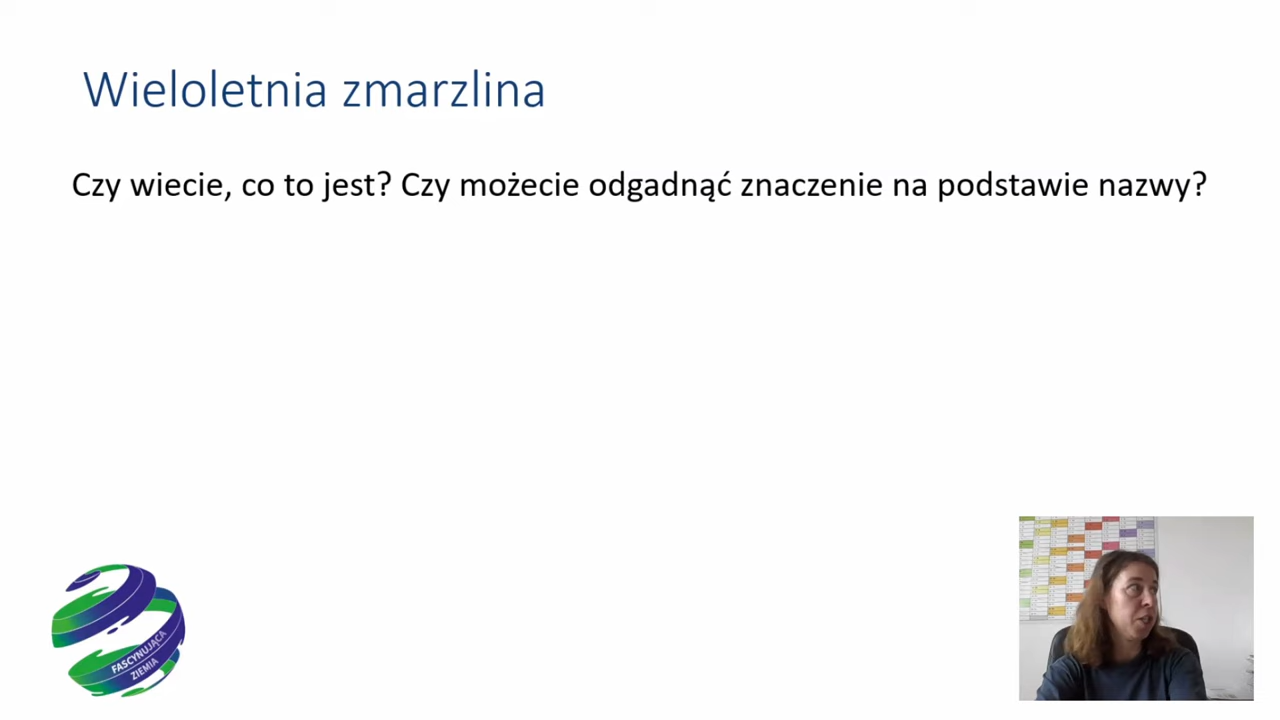 Wieloletnia zmarzlina
Czy wiecie, co to jest? Czy możecie odgadnąć znaczenie na podstawie nazwy?
FASCYNUJĄCA
ZIEMIA